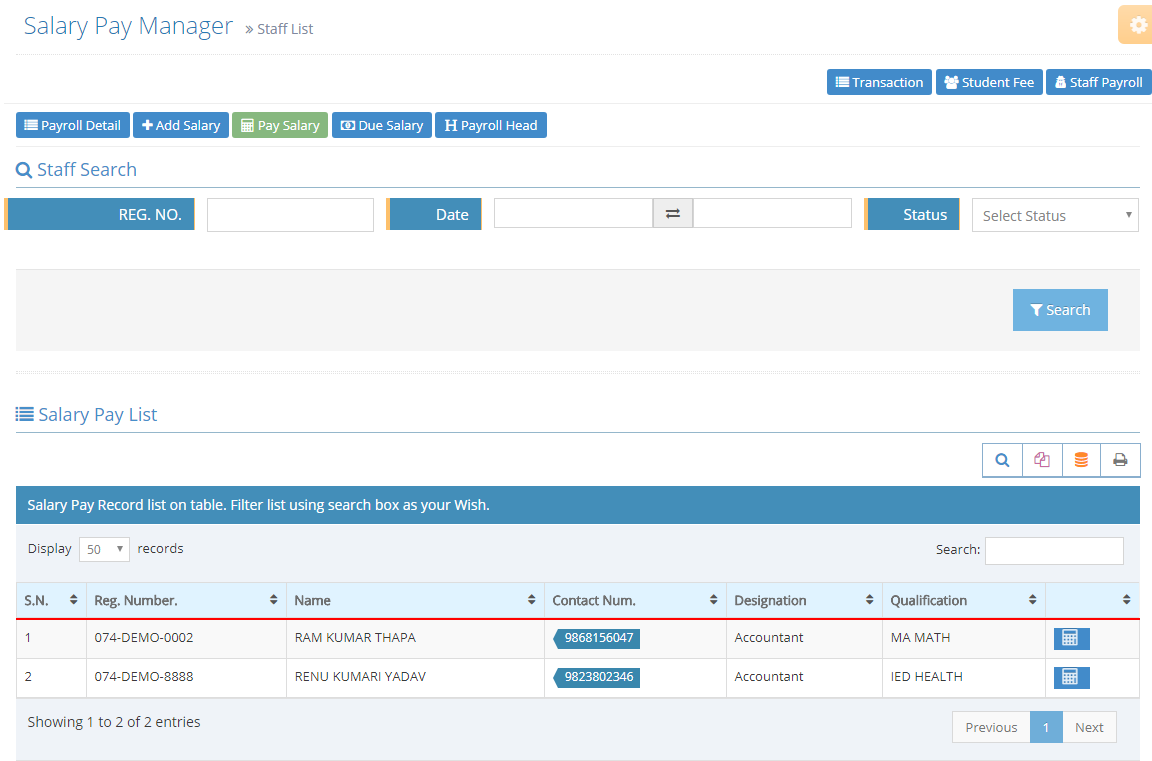 Salary Pay Manager » Staff List
Transaction Student Fee Staff Payroll
Payroll Detail Add Salary Pay Salary Due Salary Payroll Head
Staff Search
REG. NO. Date Status Select Status
Search
Salary Pay List
Salary Pay Record list on table. Filter list using search box as your Wish.
Display 50 records Search:
S.N. Reg. Number. Name Contact Num. Designation Qualification
1 074-DEMO-0002 RAM KUMAR THAPA 9868156047 Accountant MA MATH
2 074-DEMO-8888 RENU KUMARI YADAV 9823802346 Accountant IED HEALTH
Showing 1 to 2 of 2 entries Previous 1 Next